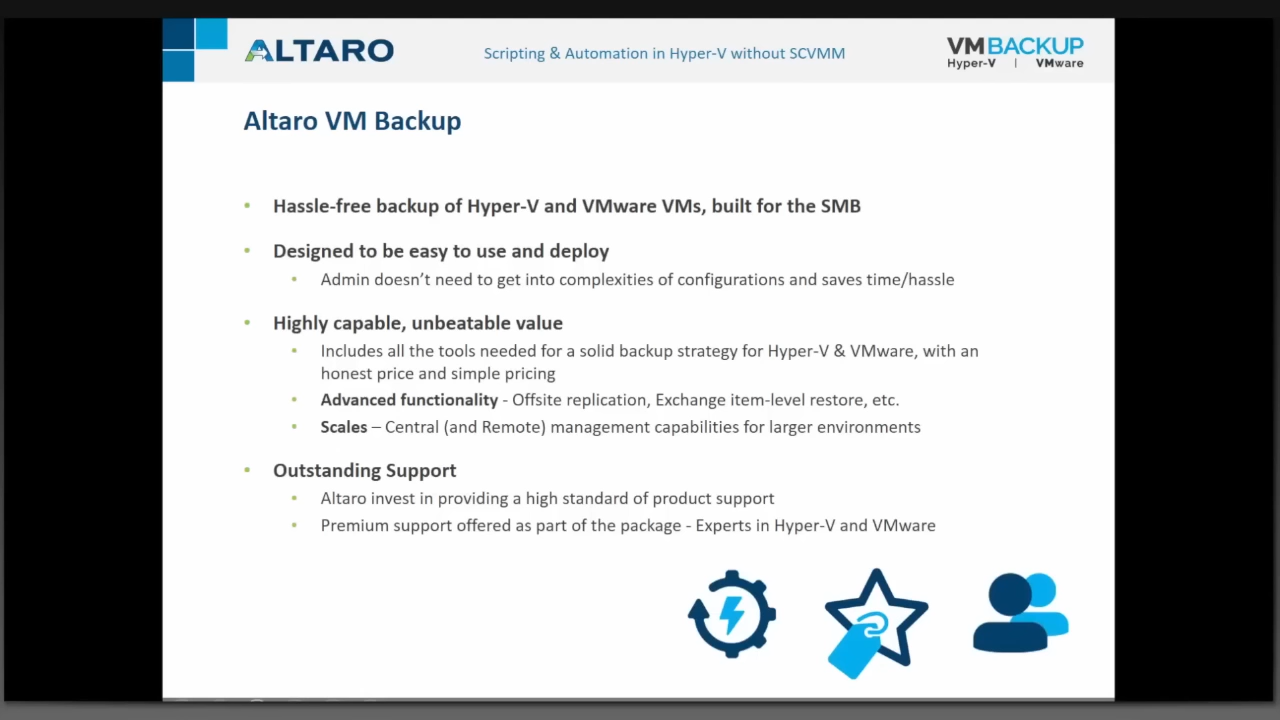 ALTARO
Scripting & Automation in Hyper-V without SCVMM
VMBACKUP
Hyper-V | VMware
Altaro VM Backup
• Hassle-free backup of Hyper-V and VMware VMs, built for the SMB
• Designed to be easy to use and deploy
• Admin doesn't need to get into complexities of configurations and saves time/hassle
• Highly capable, unbeatable value
• Includes all the tools needed for a solid backup strategy for Hyper-V & VMware, with an
honest price and simple pricing
• Advanced functionality - Offsite replication, Exchange item-level restore, etc.
• Scales – Central (and Remote) management capabilities for larger environments
• Outstanding Support
• Altaro invest in providing a high standard of product support
• Premium support offered as part of the package - Experts in Hyper-V and VMware